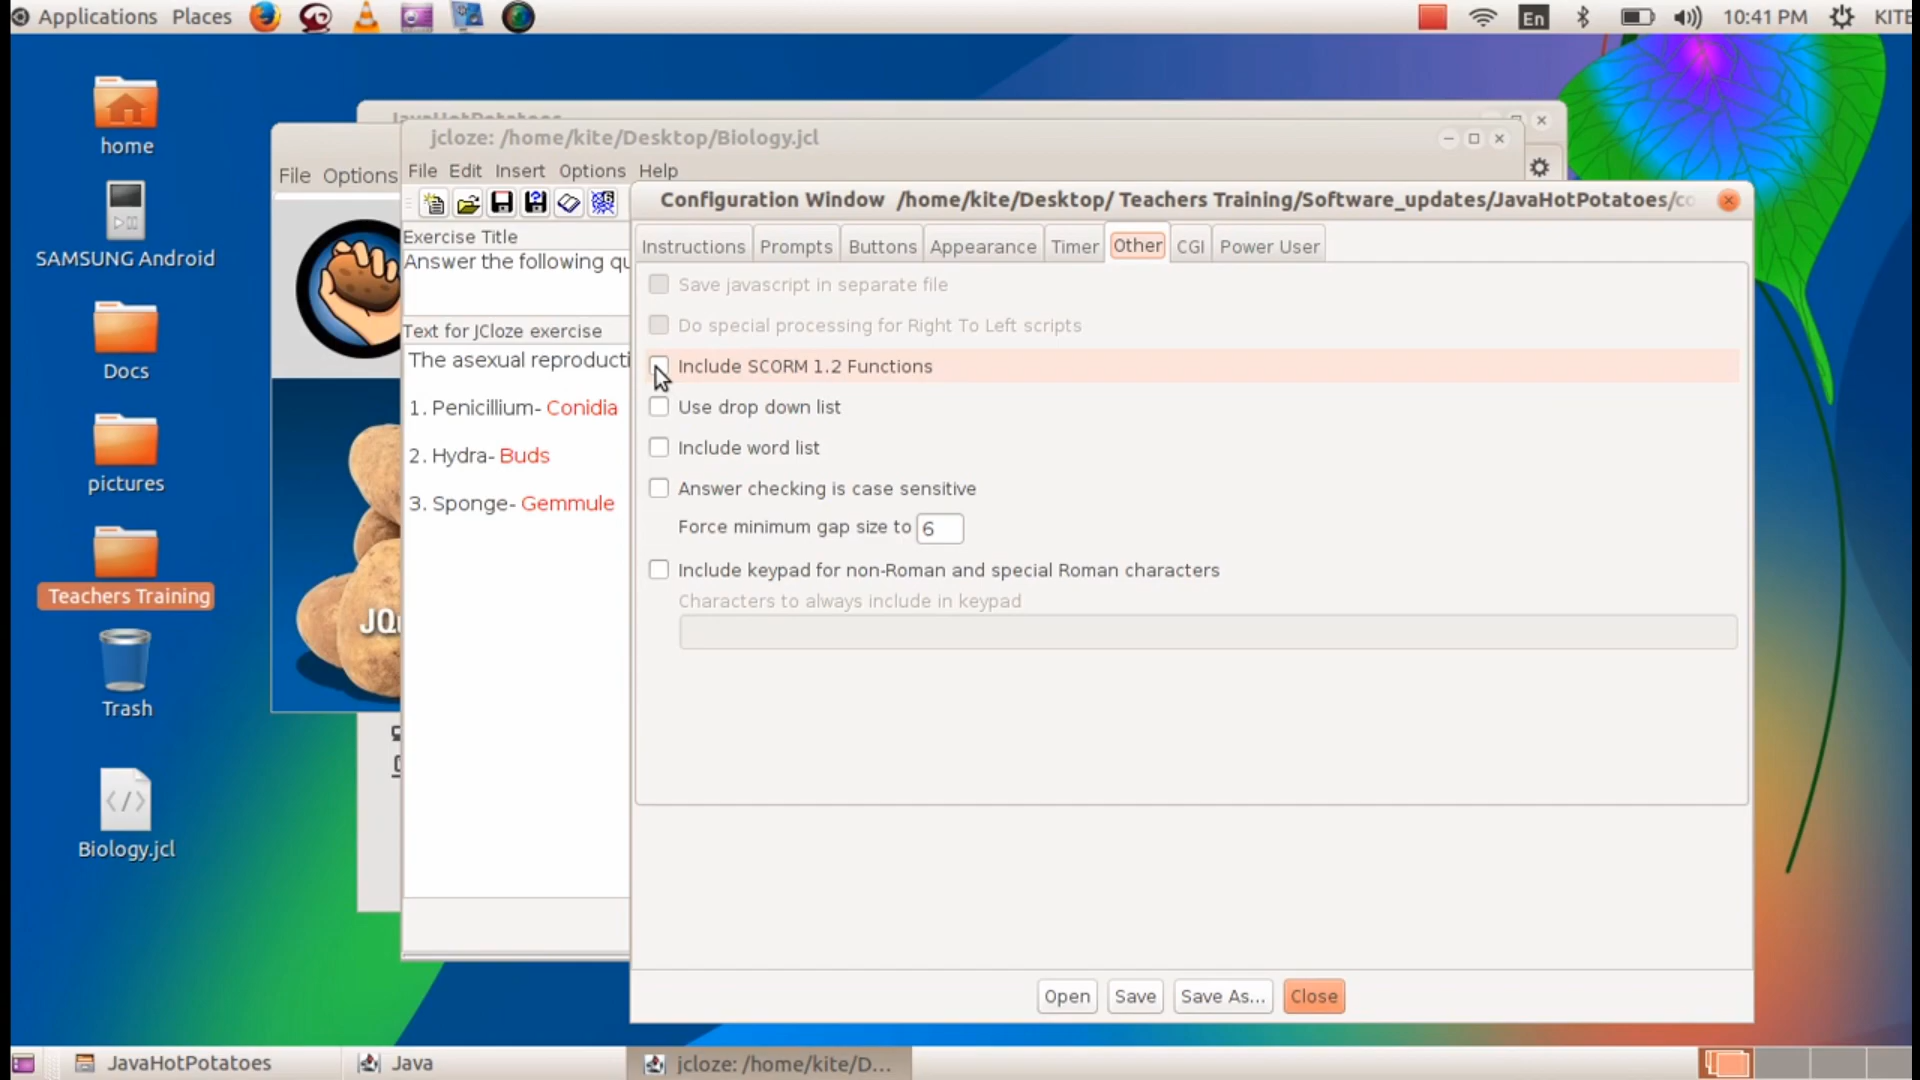 Applications Places En 10:41 PM KITE
home
SAMSUNG Android
Docs
pictures
Teachers Training
Trash
Biology.jcl
JavaHotPotatoes
File Options
jcloze: /home/kite/Desktop/Biology.jcl
File Edit Insert Options Help
Exercise Title
Answer the following qu
Text for JCloze exercise
The asexual reproducti
1. Penicillium- Conidia
2. Hydra- Buds
3. Sponge- Gemmule
Configuration Window /home/kite/Desktop/ Teachers Training/Software_updates/JavaHotPotatoes/co
Instructions Prompts Buttons Appearance Timer Other CGI Power User
Save javascript in separate file
Do special processing for Right To Left scripts
Include SCORM 1.2 Functions
Use drop down list
Include word list
Answer checking is case sensitive
Force minimum gap size to 6
Include keypad for non-Roman and special Roman characters
Characters to always include in keypad
Open Save Save As... Close
JavaHotPotatoes Java jcloze: /home/kite/D...